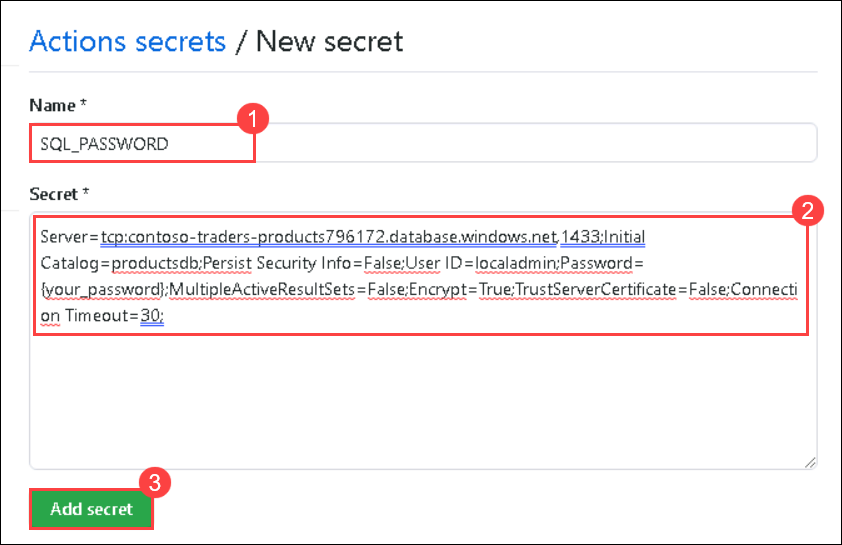 Actions secrets / New secret
Name *
1
SQL_PASSWORD
Secret *
2
Server=tcp:contoso-traders-products796172.database.windows.net,1433;Initial
Catalog=productsdb;Persist Security Info=False;User ID=localadmin;Password=
{your_password};MultipleActiveResultSets=False;Encrypt=True;TrustServerCertificate=False;Connecti
on Timeout=30;
3
Add secret